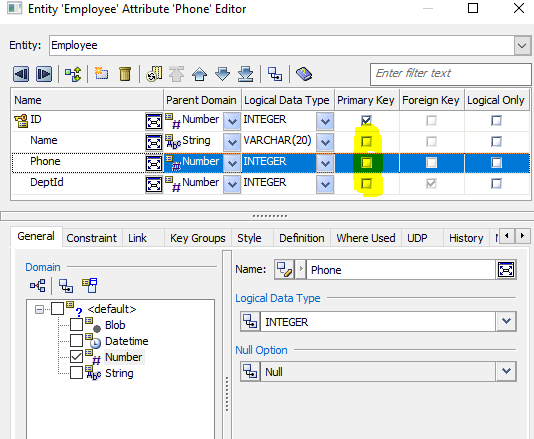 Entity 'Employee' Attribute 'Phone' Editor
Entity: Employee
Enter filter text
Name Parent Domain Logical Data Type Primary Key Foreign Key Logical Only
ID Number INTEGER
Name String VARCHAR(20)
Phone Number INTEGER
DeptId Number INTEGER
General Constraint Link Key Groups Style Definition Where Used UDP History
Domain
<default>
Blob
Datetime
Number
String
Name: Phone
Logical Data Type
INTEGER
Null Option
Null